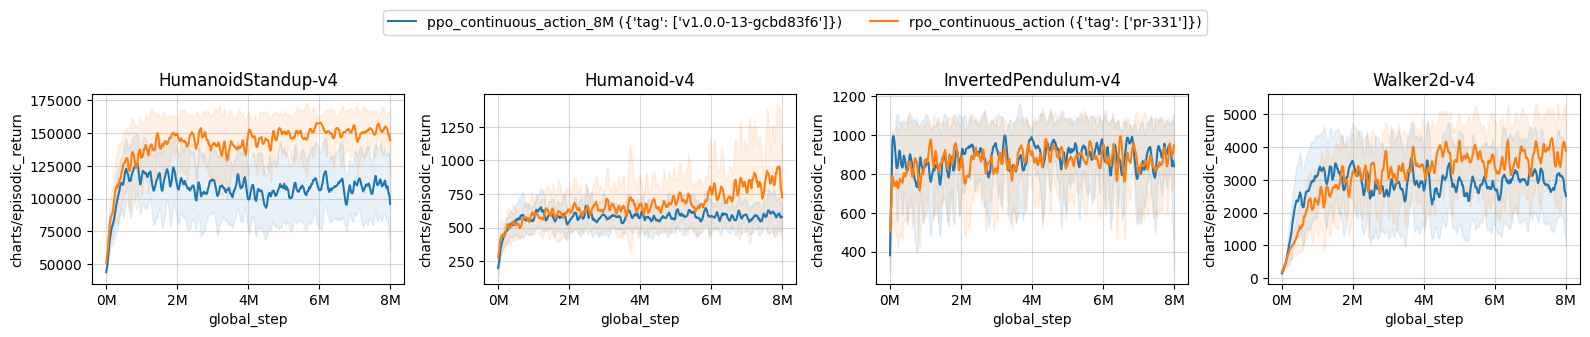 ppo_continuous_action_8M ({'tag': ['v1.0.0-13-gcbd83f6']})
rpo_continuous_action ({'tag': ['pr-331']})
HumanoidStandup-v4
charts/episodic_return
175000
150000
125000
100000
75000
50000
0M 2M 4M 6M 8M
global_step
Humanoid-v4
charts/episodic_return
1250
1000
750
500
250
0M 2M 4M 6M 8M
global_step
InvertedPendulum-v4
charts/episodic_return
1200
1000
800
600
400
0M 2M 4M 6M 8M
global_step
Walker2d-v4
charts/episodic_return
5000
4000
3000
2000
1000
0
0M 2M 4M 6M 8M
global_step